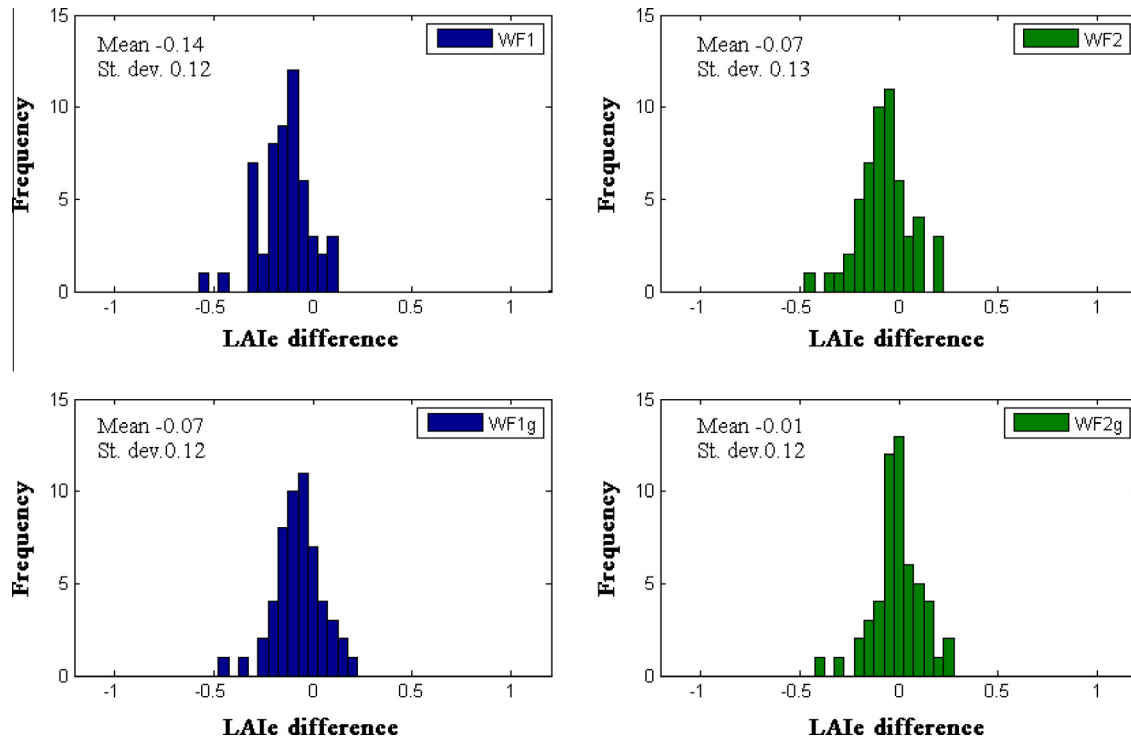 15
10
5
0
Frequency
Mean -0.14
St. dev. 0.12
WF1
-1
-0.5
0
0.5
1
LAIe difference
15
10
5
0
Frequency
Mean -0.07
St. dev. 0.13
WF2
-1
-0.5
0
0.5
1
LAIe difference
15
10
5
0
Frequency
Mean -0.07
St. dev.0.12
WF1g
-1
-0.5
0
0.5
1
LAIe difference
15
10
5
0
Frequency
Mean -0.01
St. dev.0.12
WF2g
-1
-0.5
0
0.5
1
LAIe difference